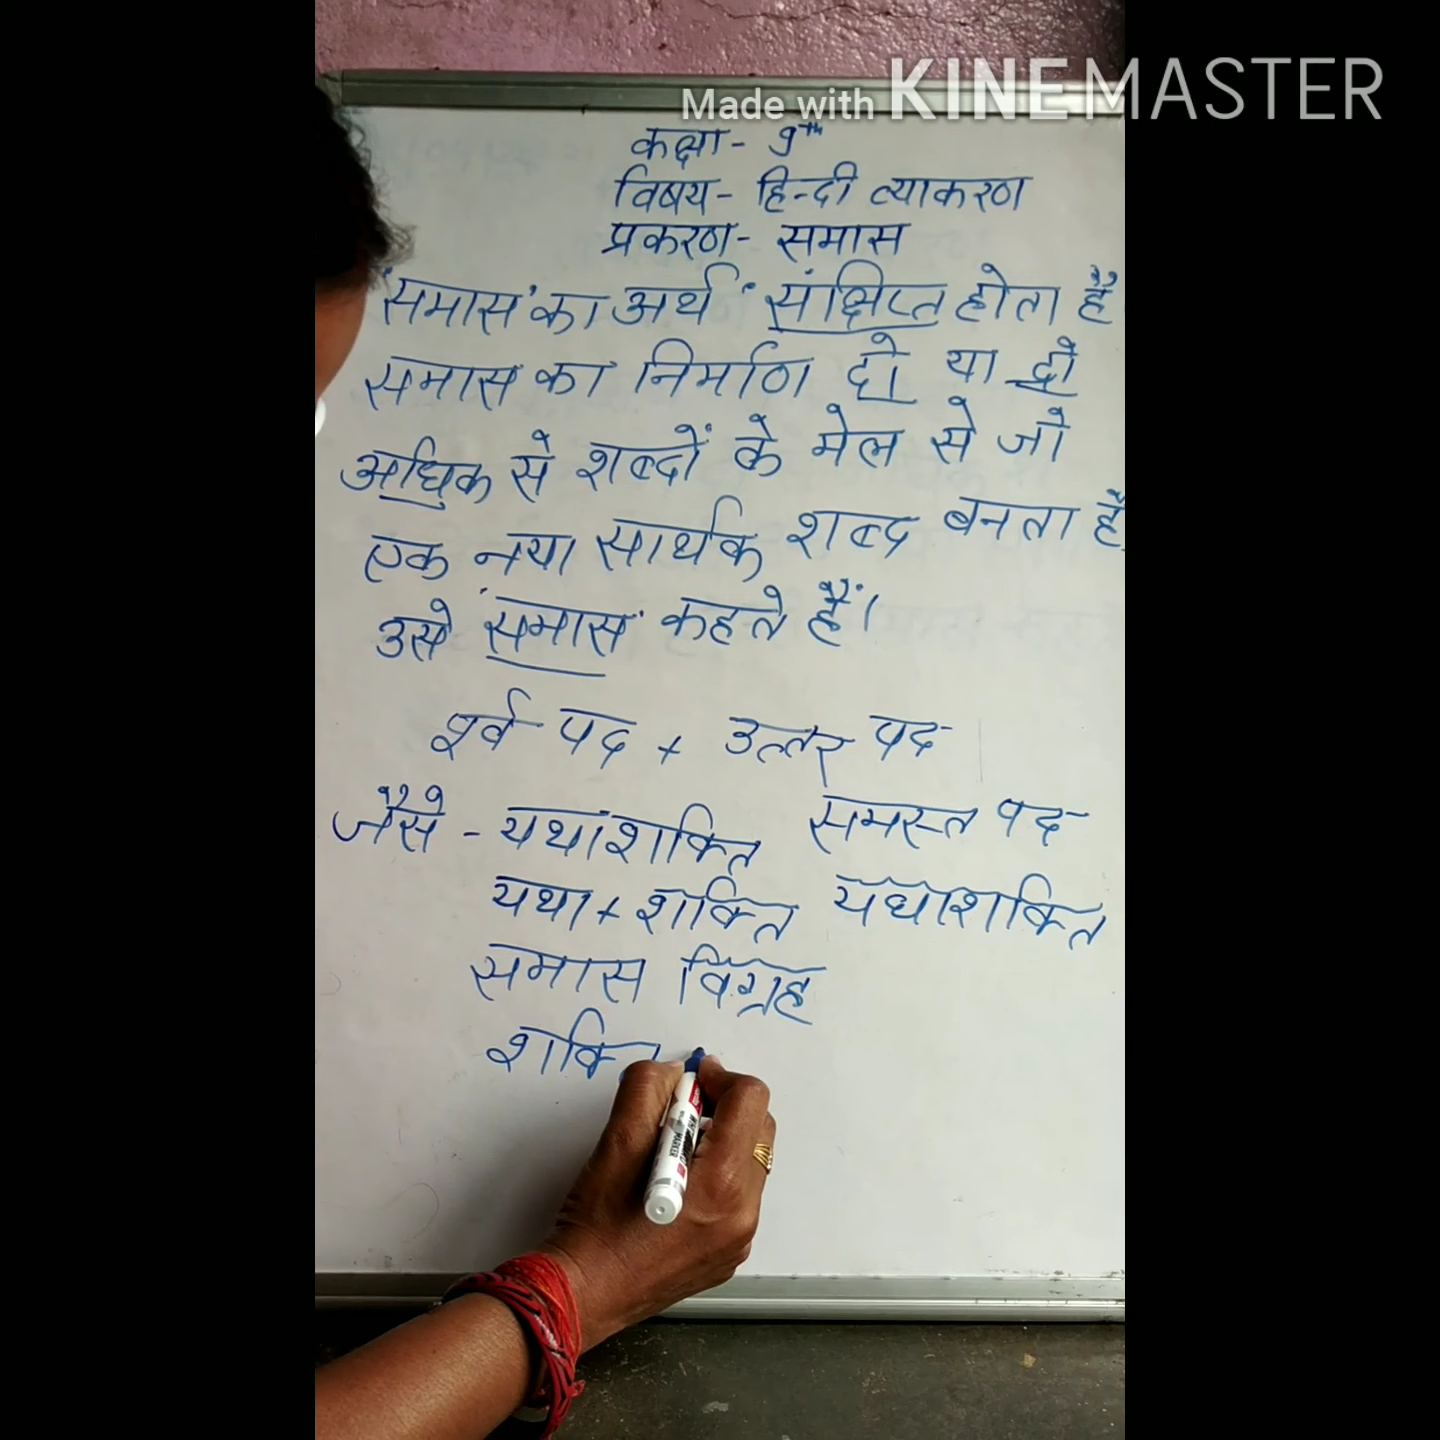 Made with KINEMASTER
कक्षा - 9th
विषय - हिन्दी व्याकरण
प्रकरण - समास
'समास' का अर्थ 'संक्षिप्त होता है
समास का निर्माण दो या दो
अधिक से शब्दों के मेल से जो
एक नया सार्थक शब्द बनता है
उसे 'समास' कहते हैं।
पूर्व पद + उत्तर पद
जैसे - यथाशक्ति समस्त पद
यथा + शक्ति यथाशक्ति
समास विग्रह